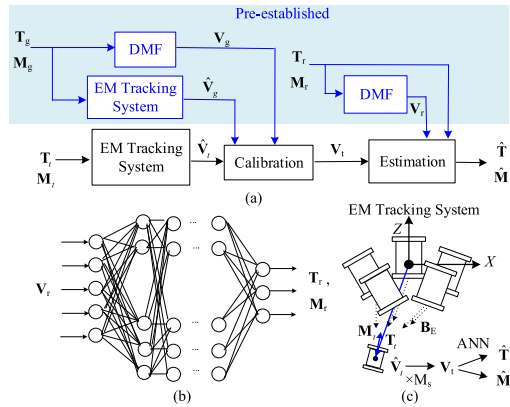 Pre-established
T_g
M_g
DMF
V_g
EM Tracking
System
V̂_g
T_r
M_r
DMF
V_r
T_t
M_t
EM Tracking
System
V̂_t
Calibration
V_t
Estimation
T̂
M̂
(a)
V_r
...
...
...
...
...
T_r ,
M_r
(b)
EM Tracking System
Z
X
M_t
T_t
B_E
V̂_t
×M_s
V_t
ANN
T̂
M̂
(c)